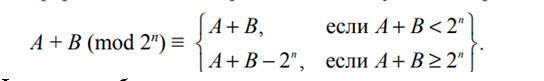 A + B (mod 2ⁿ) ≡ { A + B, если A + B < 2ⁿ
A + B − 2ⁿ, если A + B ≥ 2ⁿ }.